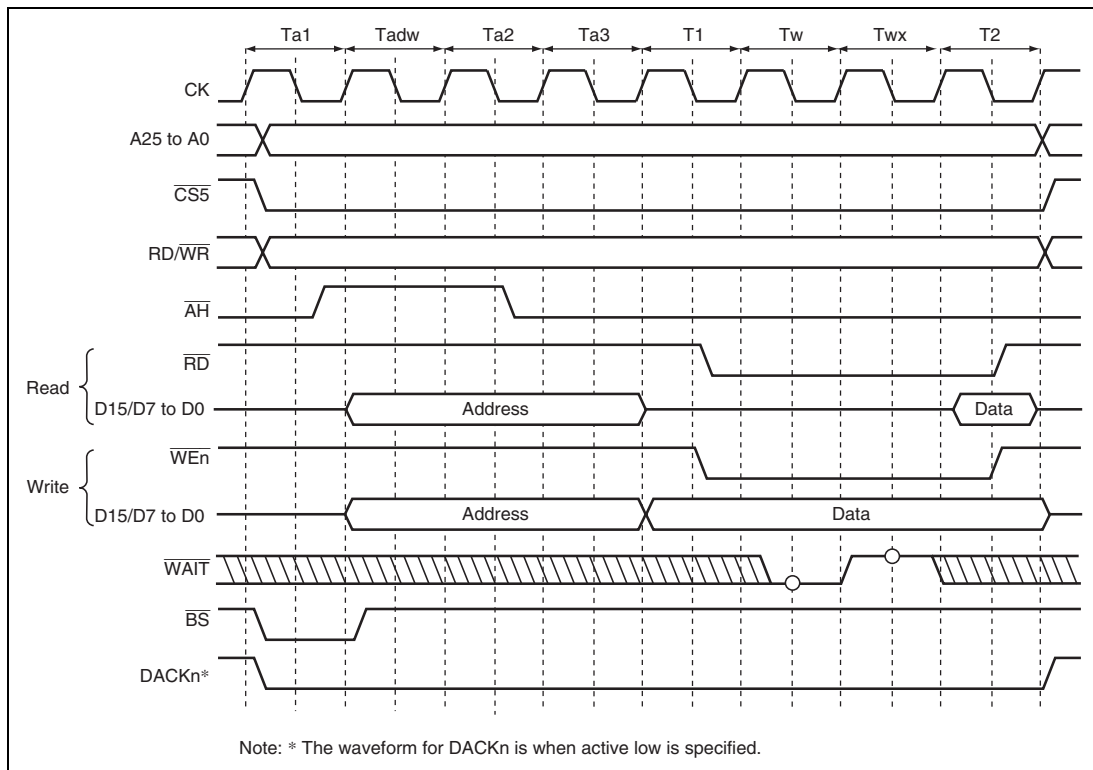 Ta1 Tadw Ta2 Ta3 T1 Tw Twx T2
CK
A25 to A0
CS5
RD/WR
AH
Read
RD
D15/D7 to D0 Address Data
Write
WEn
D15/D7 to D0 Address Data
WAIT
BS
DACKn*
Note: * The waveform for DACKn is when active low is specified.